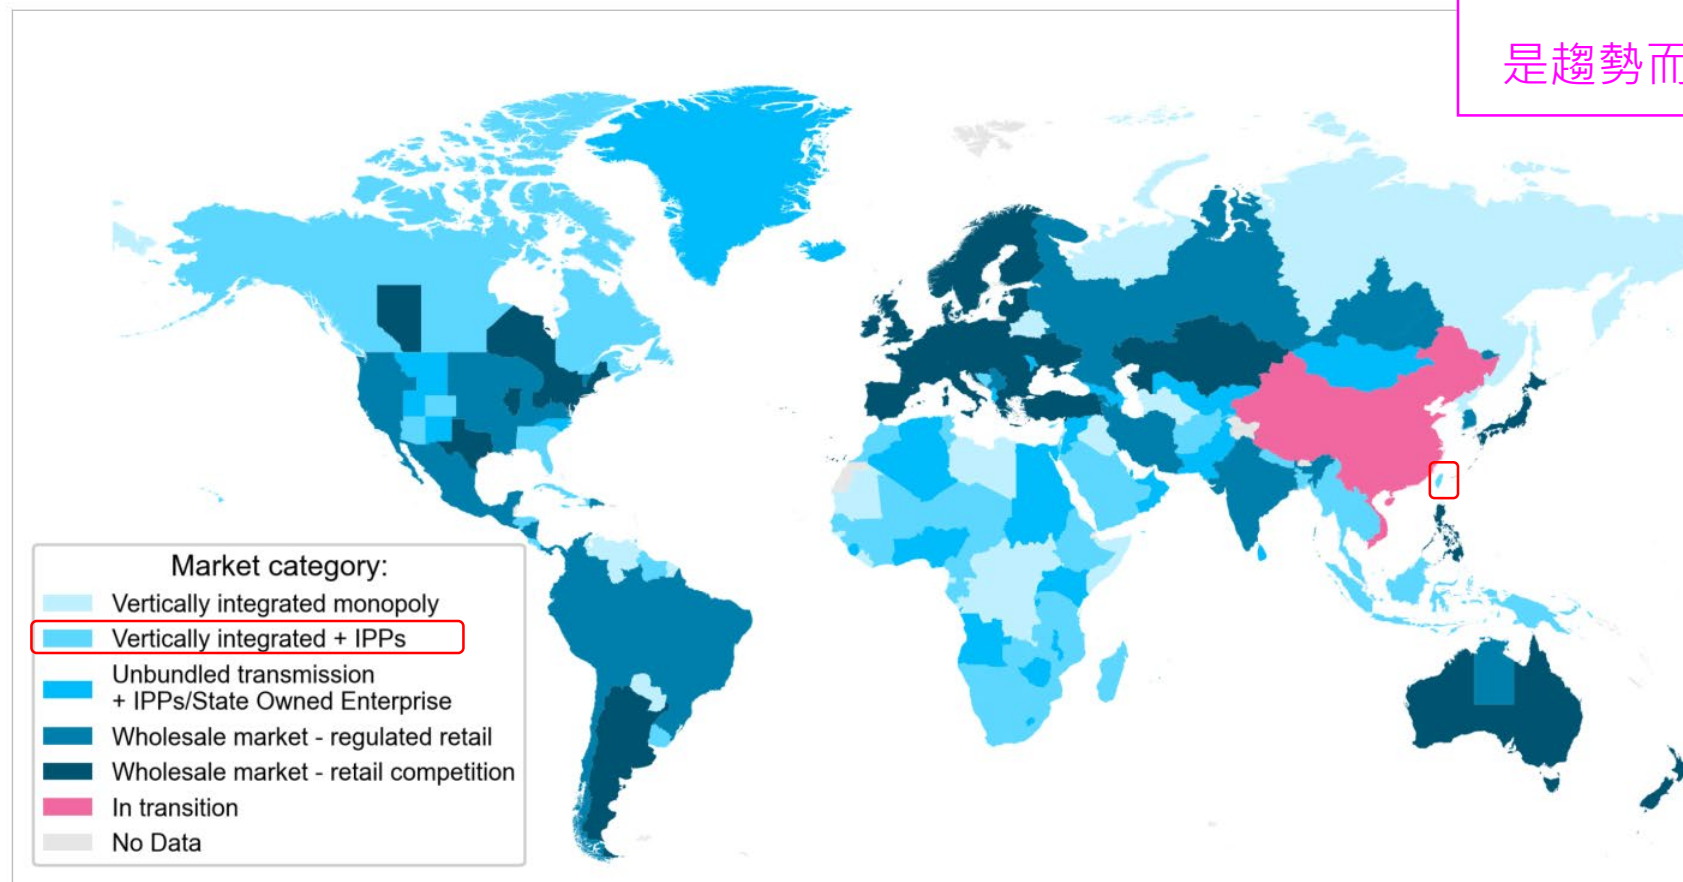 是趨勢而
Market category:
Vertically integrated monopoly
Vertically integrated + IPPs
Unbundled transmission
+ IPPs/State Owned Enterprise
Wholesale market - regulated retail
Wholesale market - retail competition
In transition
No Data